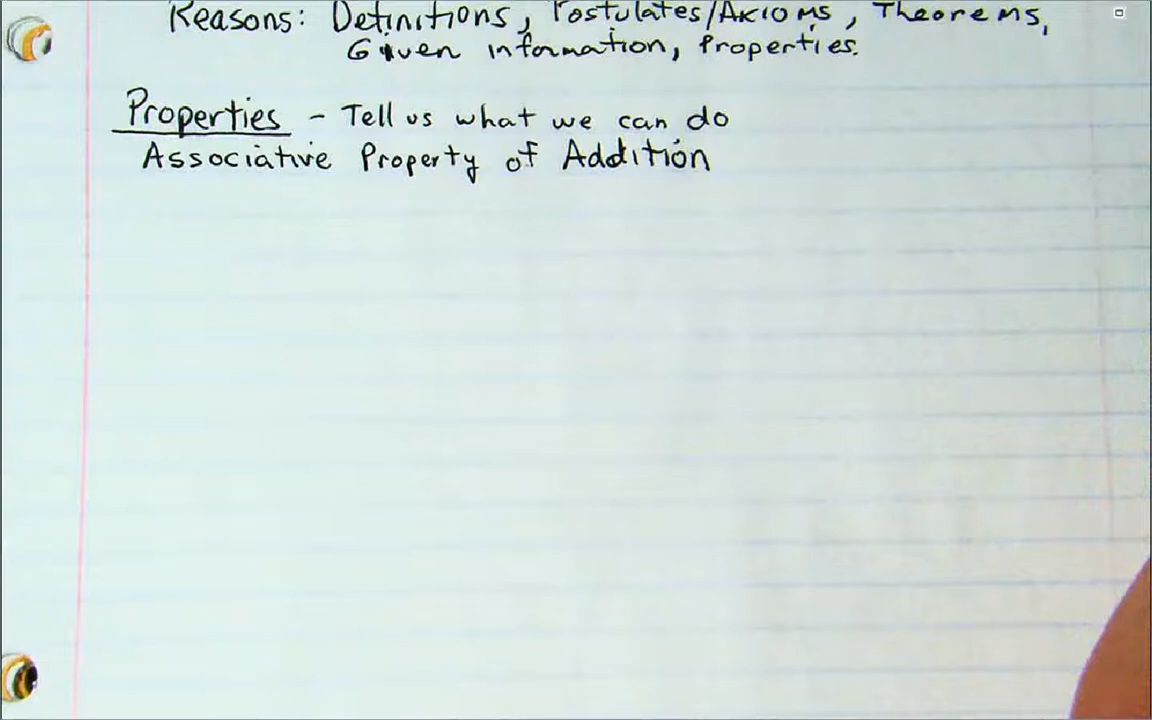 Reasons: Definitions, Postulates/Axioms, Theorems,
Given information, Properties.
Properties - Tell us what we can do
Associative Property of Addition